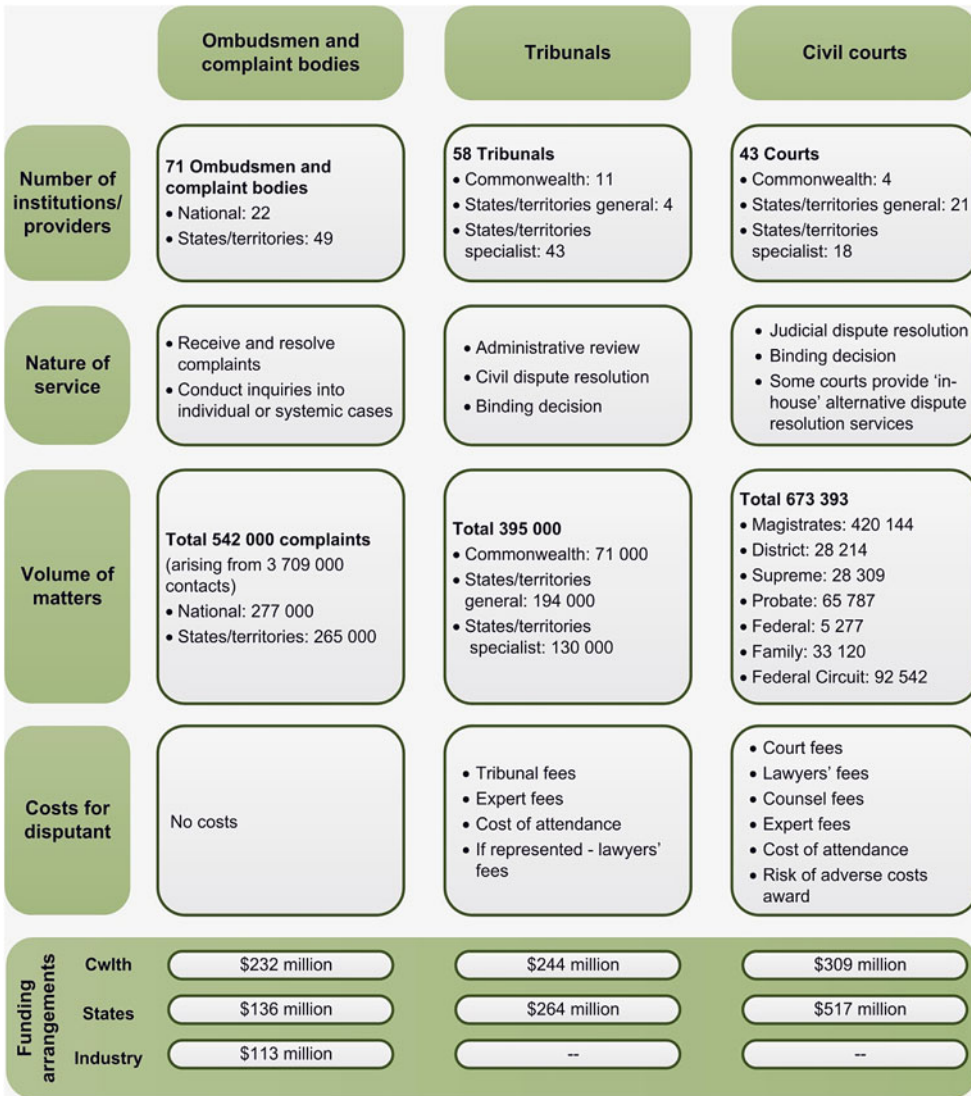 Ombudsmen and
complaint bodies
Tribunals
Civil courts
Number of
institutions/
providers
71 Ombudsmen and
complaint bodies
• National: 22
• States/territories: 49
58 Tribunals
• Commonwealth: 11
• States/territories general: 4
• States/territories
specialist: 43
43 Courts
• Commonwealth: 4
• States/territories general: 21
• States/territories
specialist: 18
Nature of
service
• Receive and resolve
complaints
• Conduct inquiries into
individual or systemic cases
• Administrative review
• Civil dispute resolution
• Binding decision
• Judicial dispute resolution
• Binding decision
• Some courts provide ‘in-
house’ alternative dispute
resolution services
Volume of
matters
Total 542 000 complaints
(arising from 3 709 000
contacts)
• National: 277 000
• States/territories: 265 000
Total 395 000
• Commonwealth: 71 000
• States/territories
general: 194 000
• States/territories
specialist: 130 000
Total 673 393
• Magistrates: 420 144
• District: 28 214
• Supreme: 28 309
• Probate: 65 787
• Federal: 5 277
• Family: 33 120
• Federal Circuit: 92 542
Costs for
disputant
No costs
• Tribunal fees
• Expert fees
• Cost of attendance
• If represented - lawyers’
fees
• Court fees
• Lawyers’ fees
• Counsel fees
• Expert fees
• Cost of attendance
• Risk of adverse costs
award
Funding
arrangements
Cwlth
$232 million
$244 million
$309 million
States
$136 million
$264 million
$517 million
Industry
$113 million
--
--